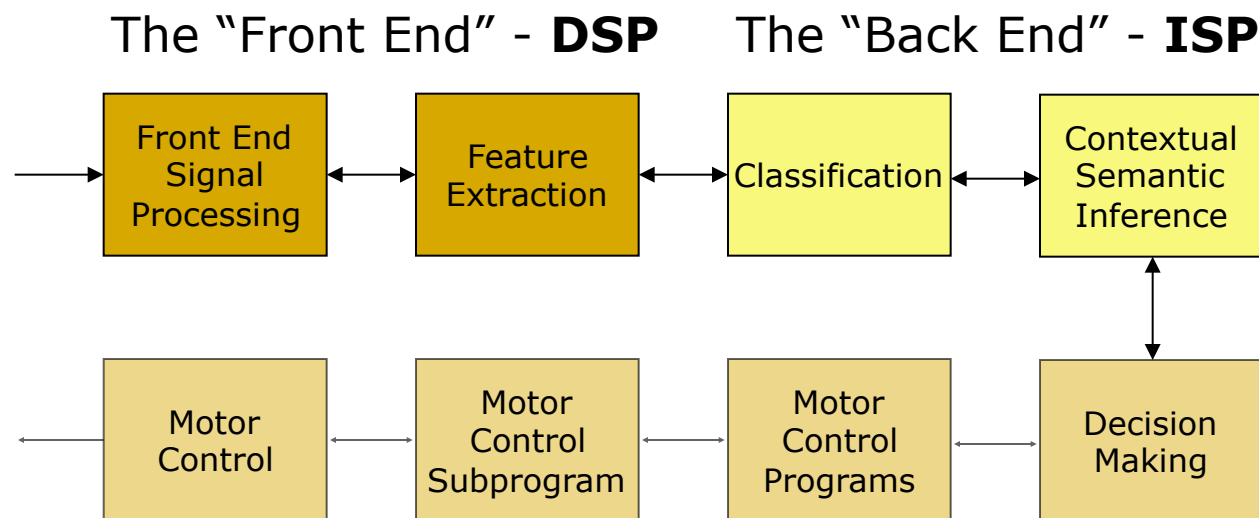 The “Front End” - DSP
The “Back End” - ISP
Front End
Signal
Processing
Feature
Extraction
Classification
Contextual
Semantic
Inference
Motor
Control
Motor
Control
Subprogram
Motor
Control
Programs
Decision
Making